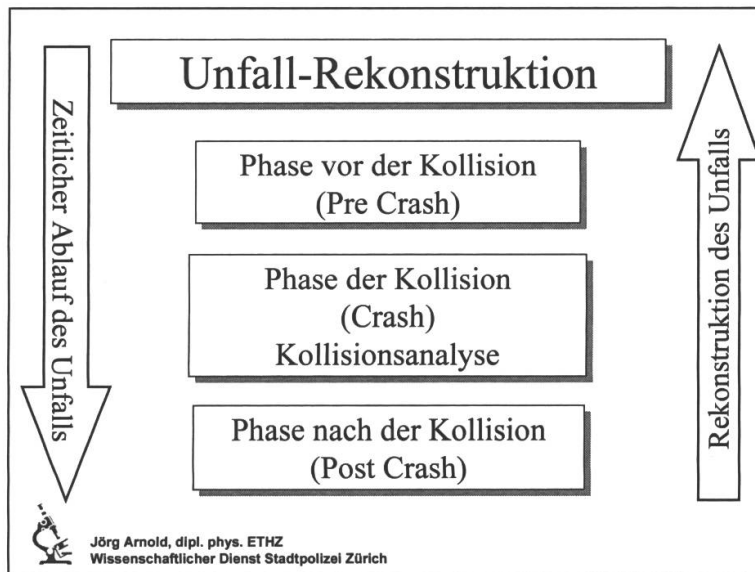 Unfall-Rekonstruktion
Zeitlicher Ablauf des Unfalls
Phase vor der Kollision
(Pre Crash)
Phase der Kollision
(Crash)
Kollisionsanalyse
Phase nach der Kollision
(Post Crash)
Rekonstruktion des Unfalls
Jörg Arnold, dipl. phys. ETHZ
Wissenschaftlicher Dienst Stadtpolizei Zürich